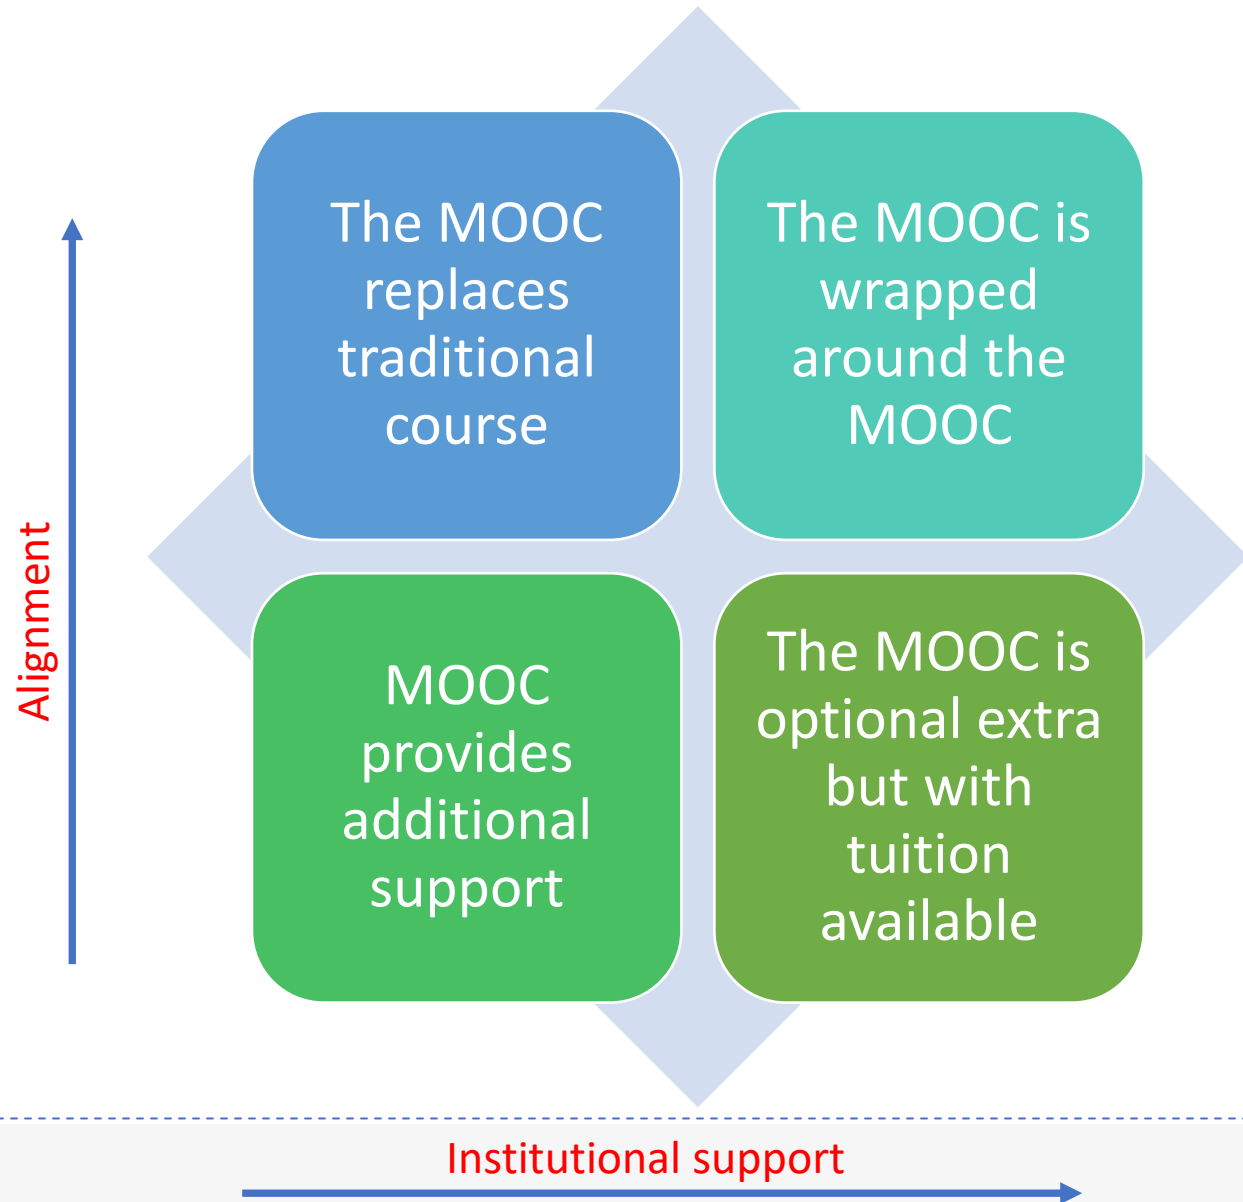 The MOOC
replaces
traditional
course
The MOOC is
wrapped
around the
MOOC
Alignment
MOOC
provides
additional
support
The MOOC is
optional extra
but with
tuition
available
Institutional support